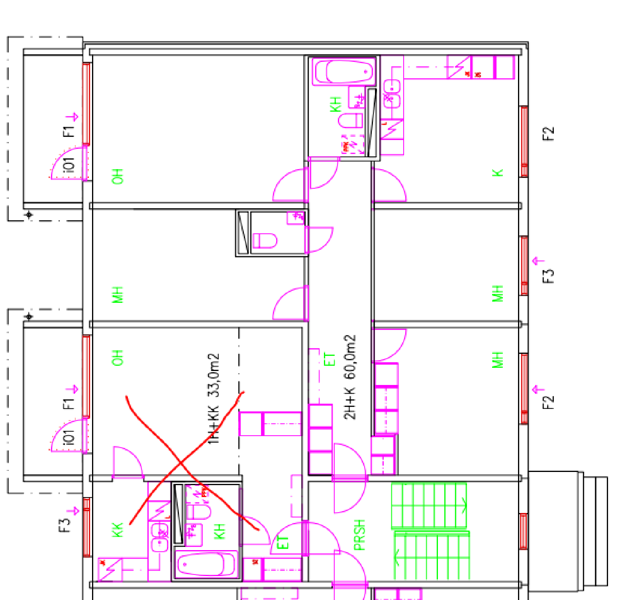 KH
F2
F1
i01
OH
K
MH
MH
F3
OH
MH
ET
1H+KK 33,0m2
2H+K 60,0m2
F1
F2
i01
F3
KK
KH
ET
PRSH